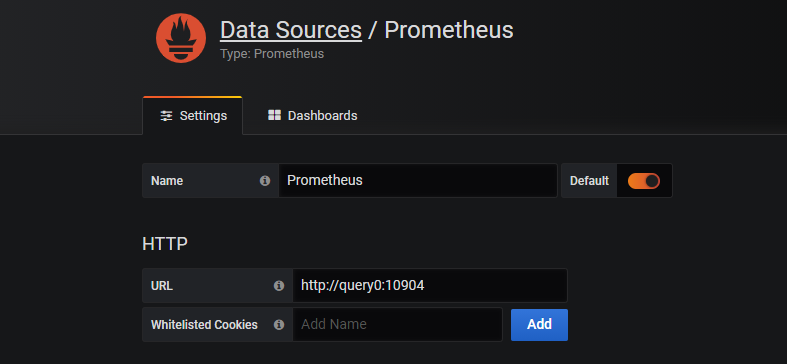 Data Sources / Prometheus
Type: Prometheus
Settings
Dashboards
Name
Prometheus
Default
HTTP
URL
http://query0:10904
Whitelisted Cookies
Add Name
Add